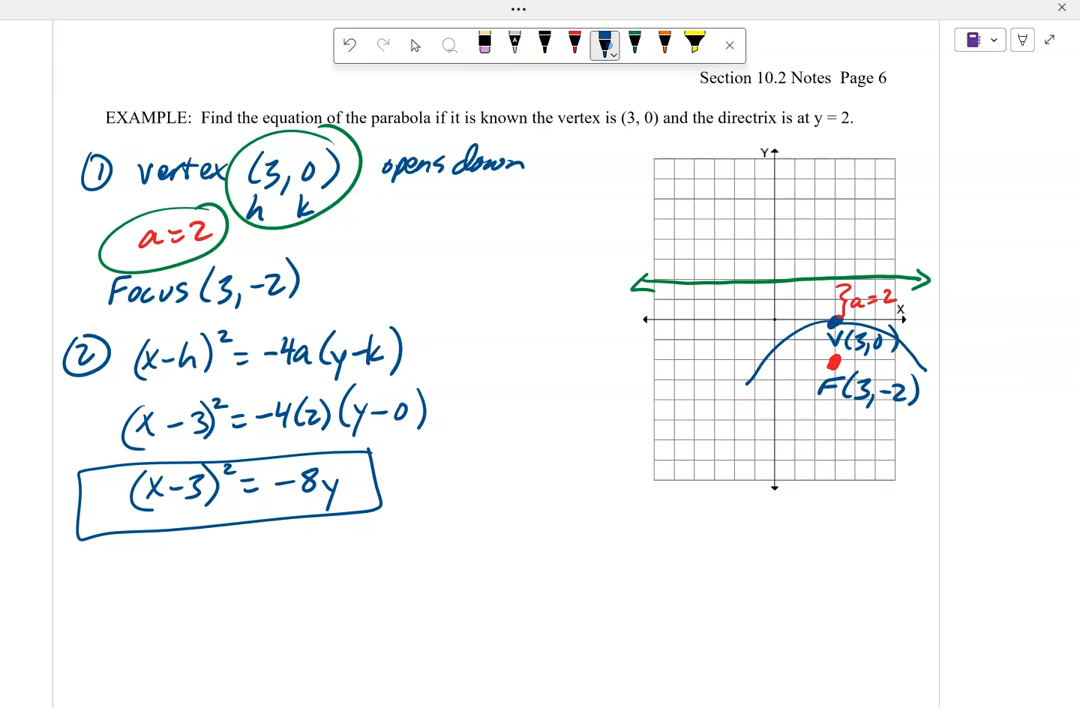 Section 10.2 Notes Page 6
EXAMPLE: Find the equation of the parabola if it is known the vertex is (3, 0) and the directrix is at y = 2.
① vertex (3, 0) opens down
h k
a=2
Focus (3, -2)
② (x-h)² = -4a(y-k)
(x - 3)² = -4(2)(y-0)
(x-3)² = -8y
Y
}a=2
X
V(3,0)
F(3,-2)